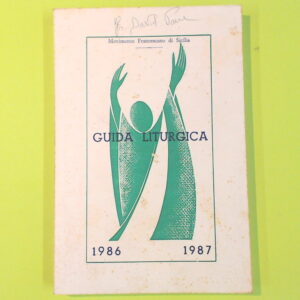 Movimento Francescano di Sicilia
GUIDA LITURGICA
1986 1987